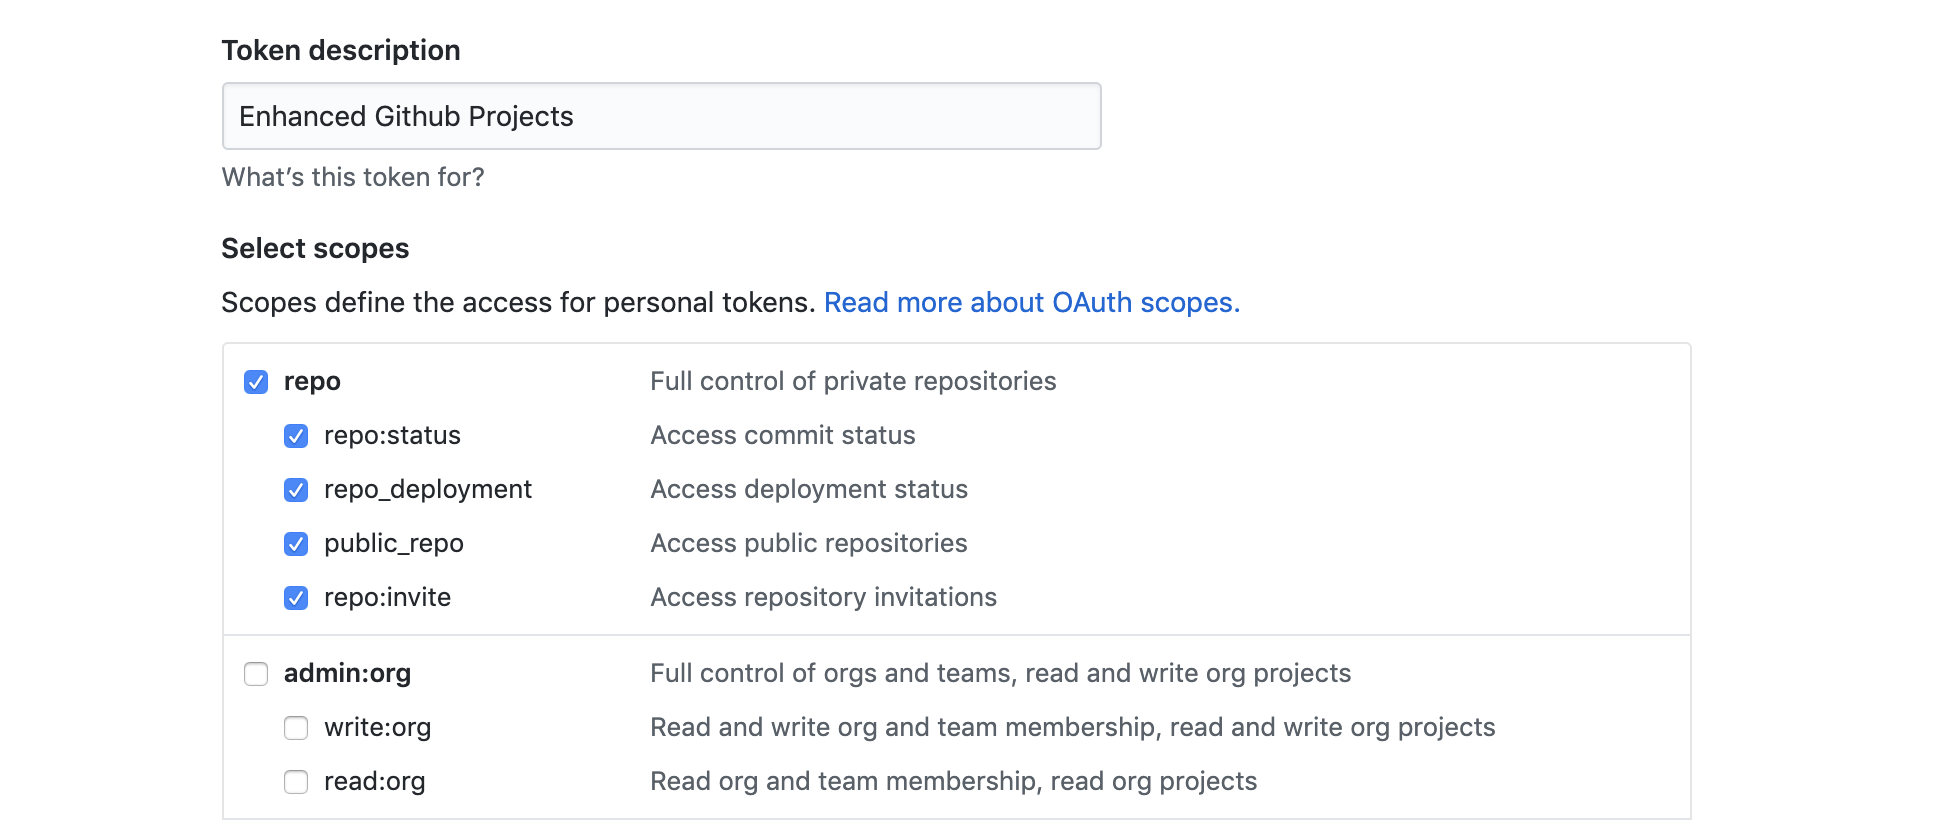 Token description
Enhanced Github Projects
What’s this token for?
Select scopes
Scopes define the access for personal tokens. Read more about OAuth scopes.
repo Full control of private repositories
repo:status Access commit status
repo_deployment Access deployment status
public_repo Access public repositories
repo:invite Access repository invitations
admin:org Full control of orgs and teams, read and write org projects
write:org Read and write org and team membership, read and write org projects
read:org Read org and team membership, read org projects